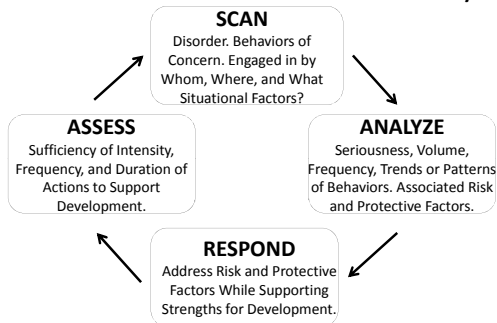 SCAN
Disorder. Behaviors of
Concern. Engaged in by
Whom, Where, and What
Situational Factors?
ASSESS
Sufficiency of Intensity,
Frequency, and Duration of
Actions to Support
Development.
ANALYZE
Seriousness, Volume,
Frequency, Trends or Patterns
of Behaviors. Associated Risk
and Protective Factors.
RESPOND
Address Risk and Protective
Factors While Supporting
Strengths for Development.